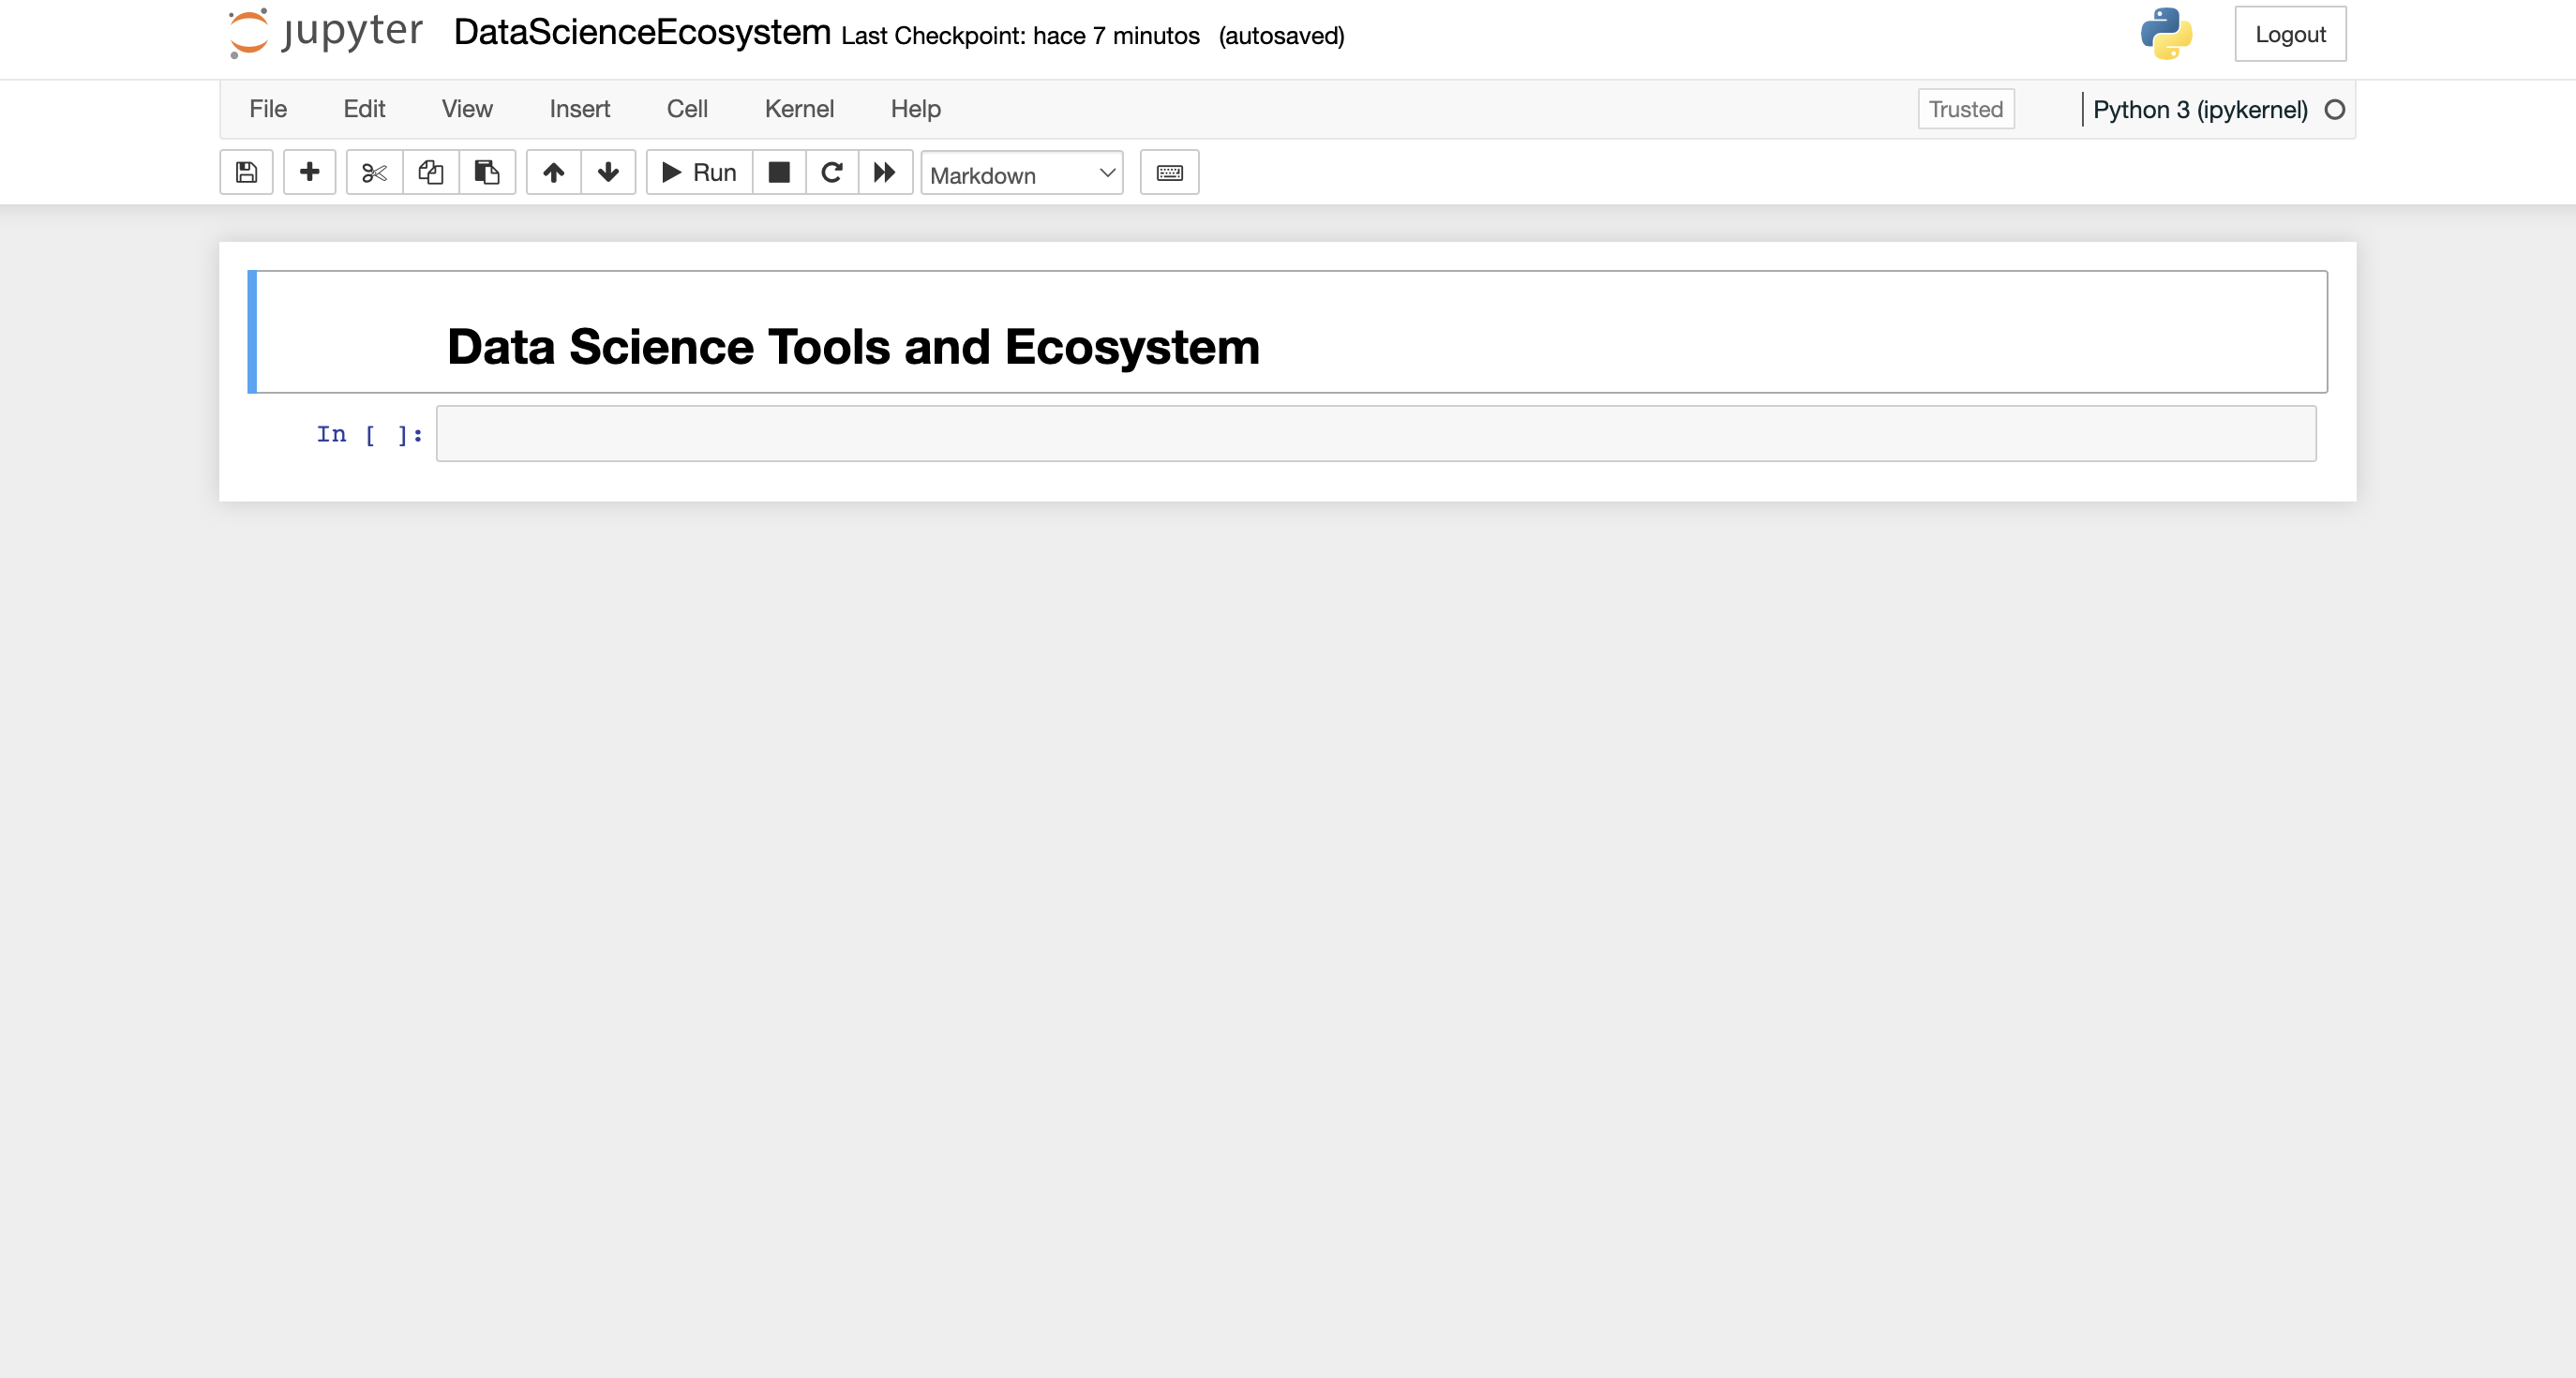 jupyter DataScienceEcosystem Last Checkpoint: hace 7 minutos (autosaved) Logout
File Edit View Insert Cell Kernel Help Trusted Python 3 (ipykernel)
Run Markdown
Data Science Tools and Ecosystem
In [ ]: